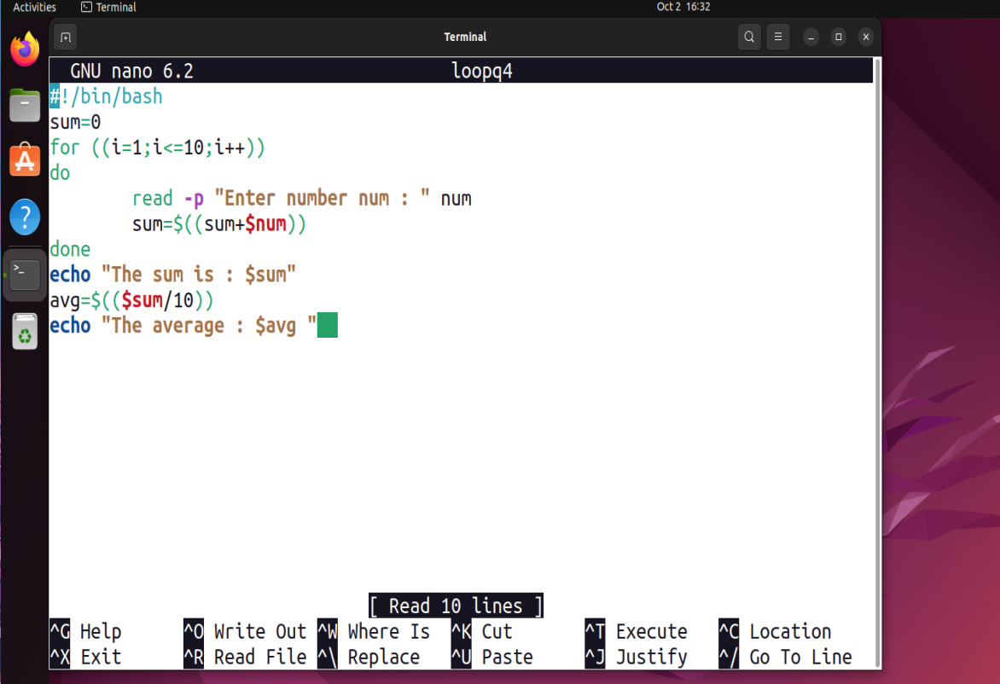 Activities Terminal Oct 2 16:32
Terminal
GNU nano 6.2 loopq4
#!/bin/bash
sum=0
for ((i=1;i<=10;i++))
do
        read -p "Enter number num : " num
        sum=$((sum+$num))
done
echo "The sum is : $sum"
avg=$(($sum/10))
echo "The average : $avg "
[ Read 10 lines ]
^G Help ^O Write Out ^W Where Is ^K Cut ^T Execute ^C Location
^X Exit ^R Read File ^\ Replace ^U Paste ^J Justify ^/ Go To Line